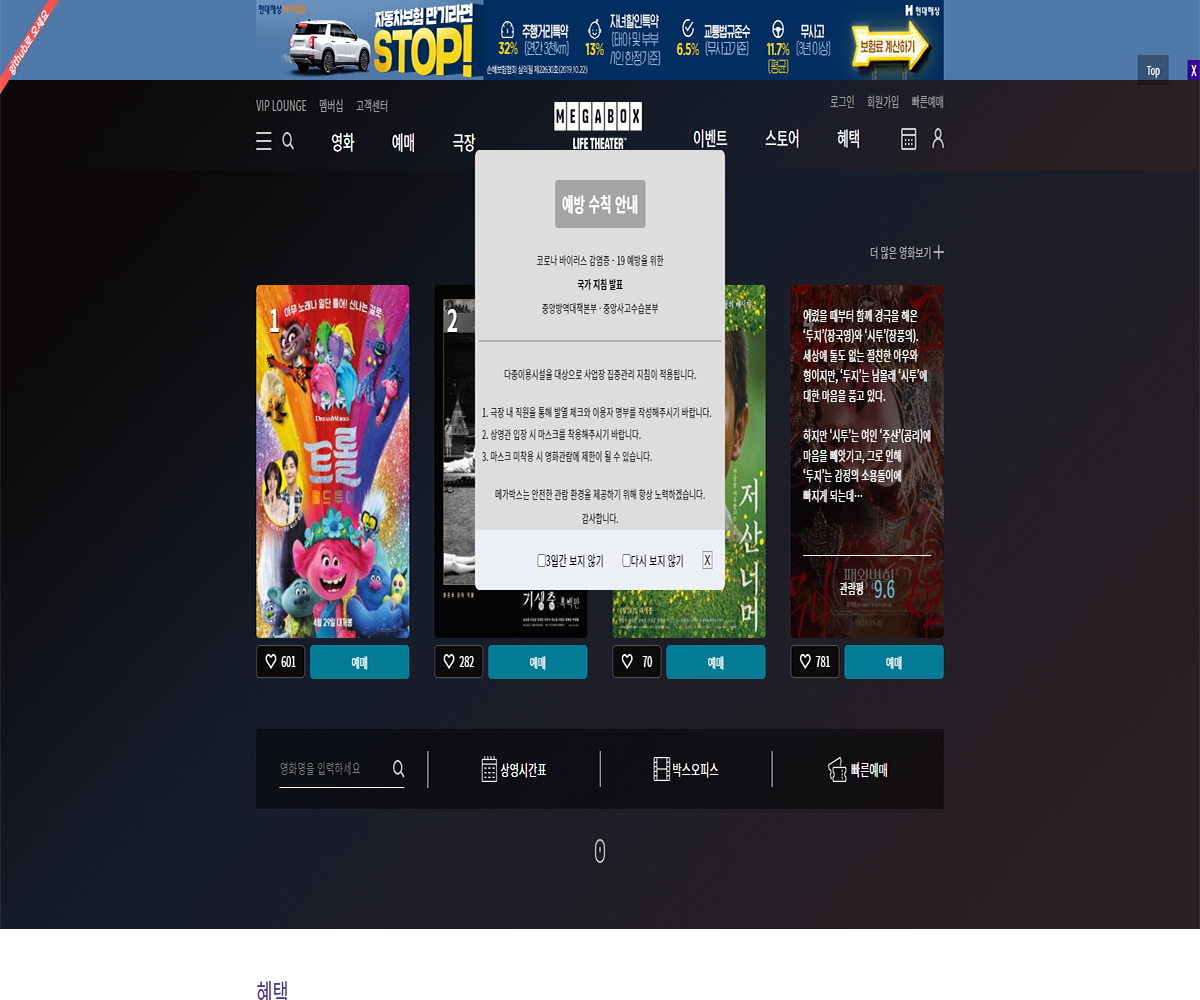 github로 오세요
현대해상
자동차보험 만기라면
STOP!
주행거리특약
32% (연간 3천km)
자녀할인특약
13% (태아 및 부부
/1인 한정기준)
교통법규준수
6.5% (무사고기준)
무사고
11.7% (3년 이상)
(평균)
손해보험협회 심의필 제22630호(2019.10.22)
현대해상
보험료 계산하기
Top
X
VIP LOUNGE 멤버십 고객센터
로그인 회원가입 빠른예매
영화 예매 극장
MEGABOX
LIFE THEATER
이벤트 스토어 혜택
예방 수칙 안내
코로나 바이러스 감염증 - 19 예방을 위한
국가 지침 발표
중앙방역대책본부 · 중앙사고수습본부
다중이용시설을 대상으로 사업장 집중관리 지침이 적용됩니다.
1. 극장 내 직원을 통해 발열 체크와 이용자 명부를 작성해주시기 바랍니다.
2. 상영관 입장 시 마스크를 착용해주시기 바랍니다.
3. 마스크 미착용 시 영화관람에 제한이 될 수 있습니다.
메가박스는 안전한 관람 환경을 제공하기 위해 항상 노력하겠습니다.
감사합니다.
3일간 보지 않기 다시 보지 않기 X
더 많은 영화보기
1
아무 노래나 일단 틀어! 신나는 걸로
DREAMWORKS
트롤
월드 투어
4월 29일 대개봉
2
기생충: 흑백판
저 산 너머
어렸을 때부터 함께 경극을 해온
‘두지’(장국영)와 ‘시투’(장풍의).
세상에 둘도 없는 절친한 아우와
형이지만, ‘두지’는 남몰래 ‘시투’에
대한 마음을 품고 있다.
하지만 ‘시투’는 여인 ‘주샨’(공리)에
마음을 빼앗기고, 그로 인해
‘두지’는 감정의 소용돌이에
빠지게 되는데…
패왕별희
관람평 9.6
601 예매
282 예매
70 예매
781 예매
영화명을 입력하세요
상영시간표
박스오피스
빠른예매
혜택